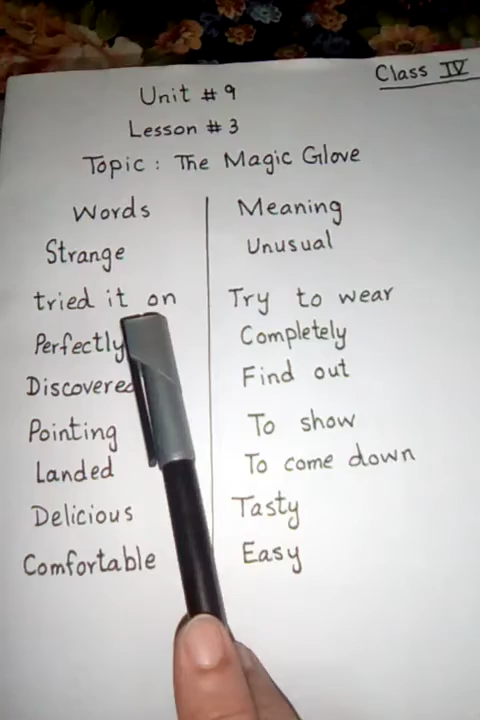 Class IV
Unit # 9
Lesson # 3
Topic : The Magic Glove
Words Meaning
Strange Unusual
tried it on Try to wear
Perfectly Completely
Discovered Find out
Pointing To show
Landed To come down
Delicious Tasty
Comfortable Easy